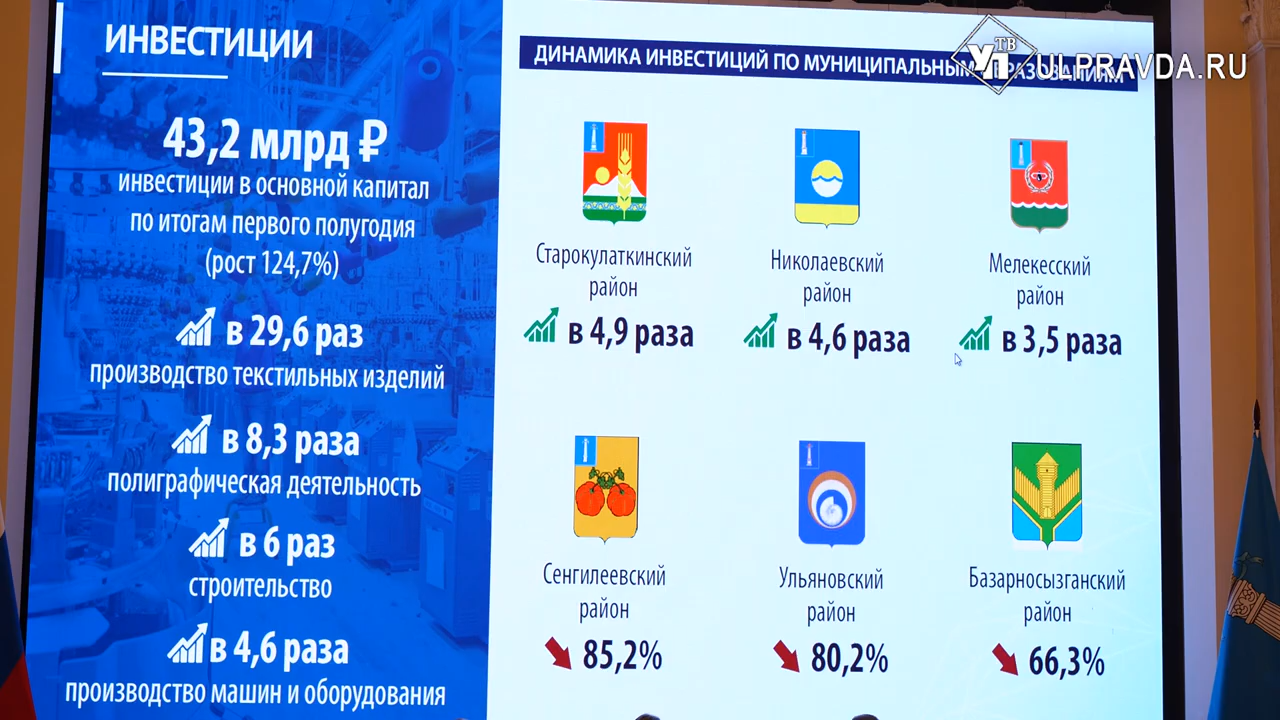 ИНВЕСТИЦИИ
43,2 млрд ₽
инвестиции в основной капитал
по итогам первого полугодия
(рост 124,7%)
в 29,6 раз
производство текстильных изделий
в 8,3 раза
полиграфическая деятельность
в 6 раз
строительство
в 4,6 раза
производство машин и оборудования
ДИНАМИКА ИНВЕСТИЦИЙ ПО МУНИЦИПАЛЬНЫМ ОБРАЗОВАНИЯМ
УП ТВ ULPRAVDA.RU
Старокулаткинский
район
в 4,9 раза
Николаевский
район
в 4,6 раза
Мелекесский
район
в 3,5 раза
Сенгилеевский
район
85,2%
Ульяновский
район
80,2%
Базарносызганский
район
66,3%